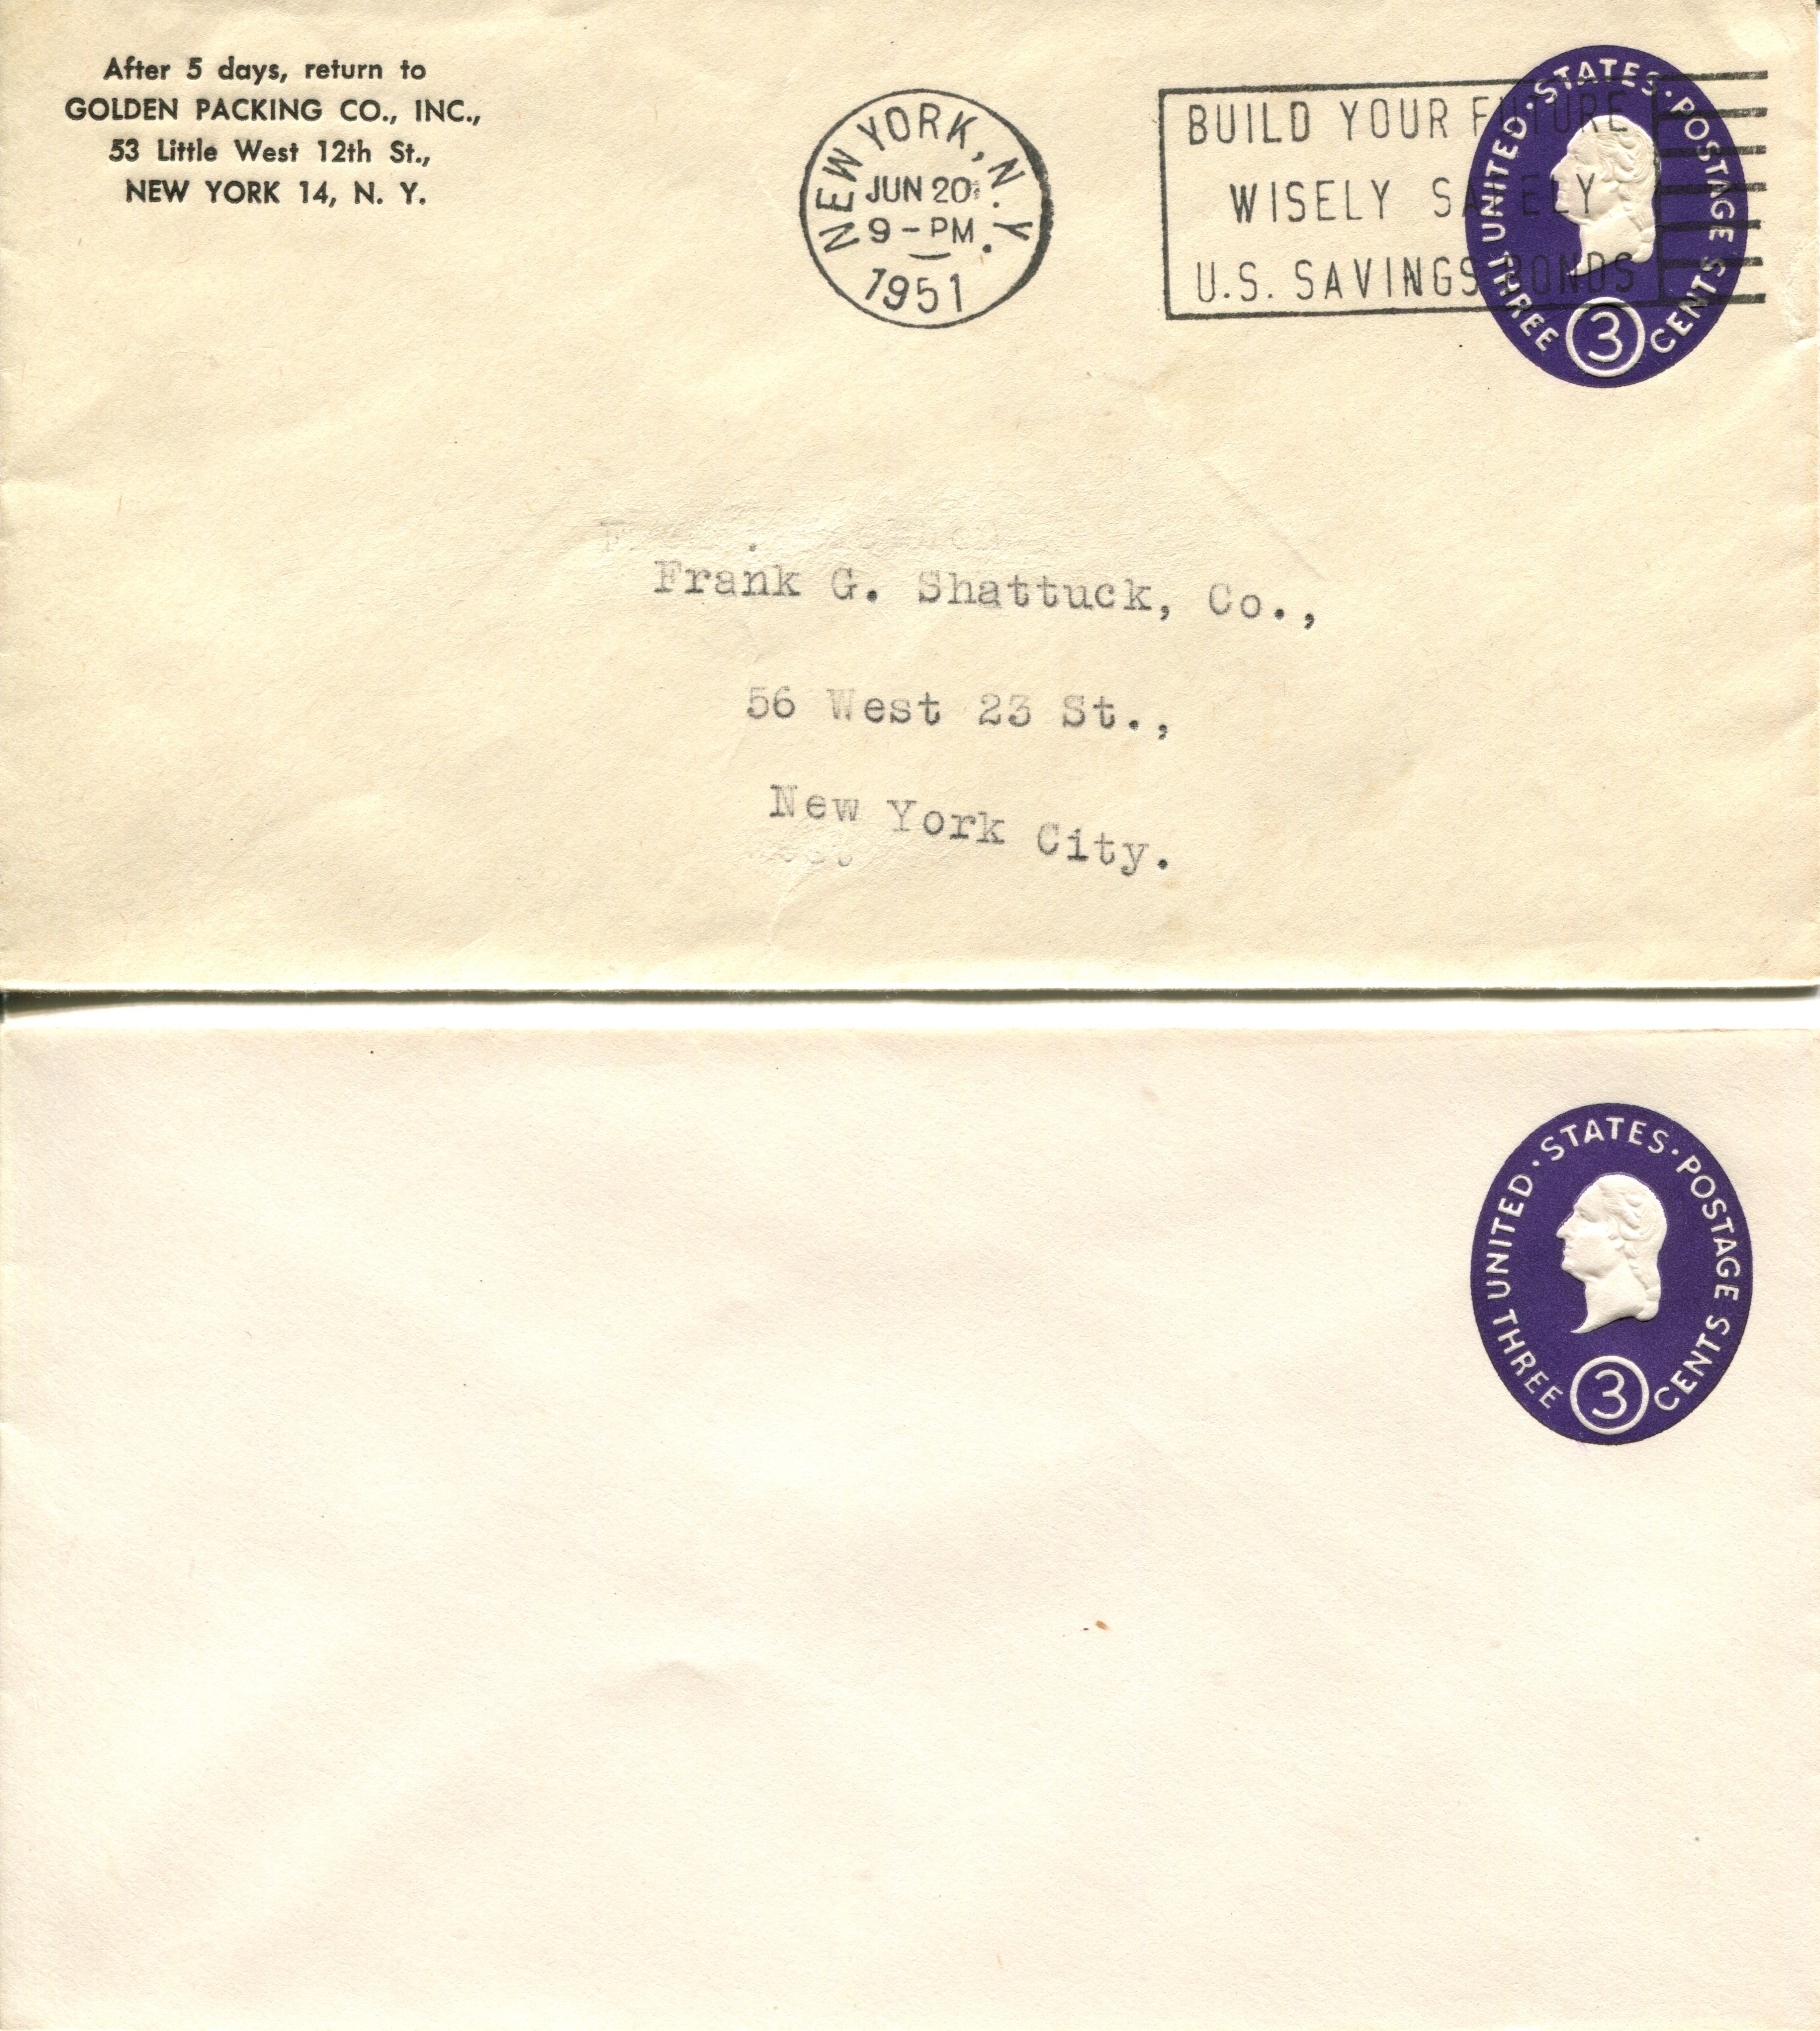 After 5 days, return to
GOLDEN PACKING CO., INC.,
53 Little West 12th St.,
NEW YORK 14, N. Y.
NEW YORK, N.Y.
JUN 20
9 - PM
1951
BUILD YOUR FUTURE
WISELY SAFELY
U.S. SAVINGS BONDS
UNITED · STATES · POSTAGE
THREE 3 CENTS
Frank G. Shattuck, Co.,
56 West 23 St.,
New York City.
UNITED · STATES · POSTAGE
THREE 3 CENTS